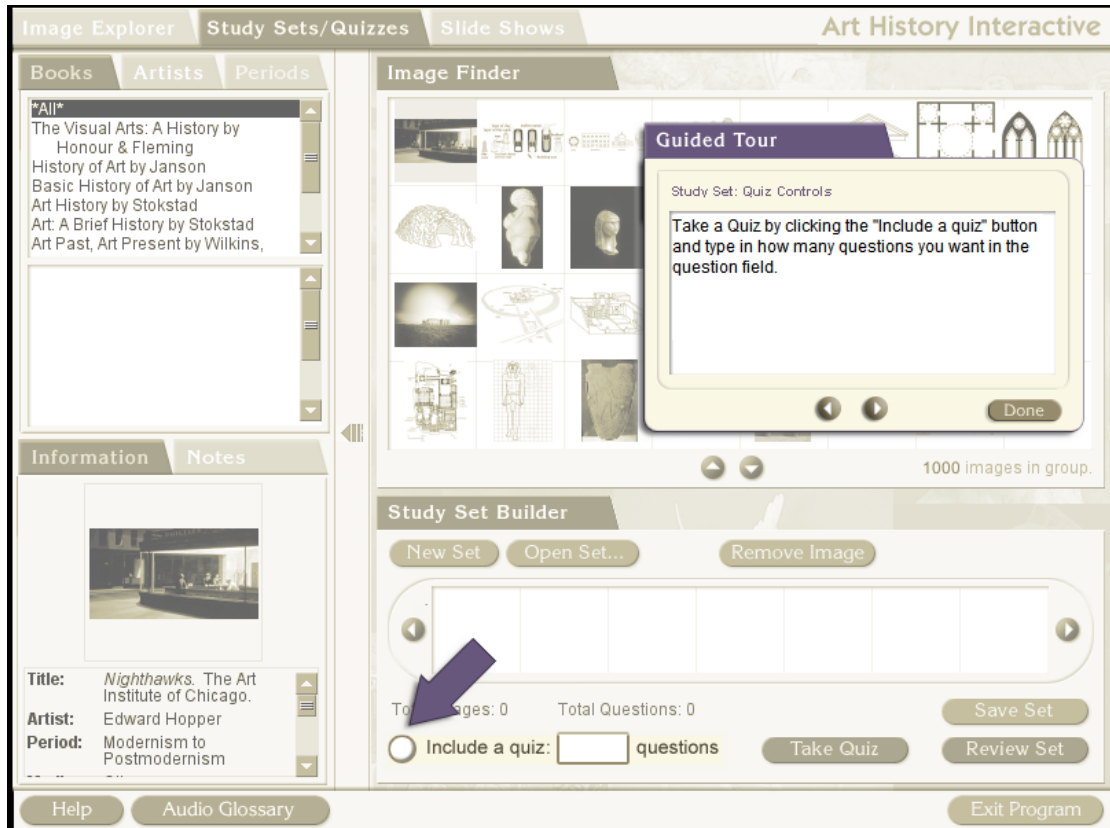 Image Explorer
Study Sets/Quizzes
Slide Shows
Art History Interactive
Books
Artists
Periods
*All*
The Visual Arts: A History by
Honour & Fleming
History of Art by Janson
Basic History of Art by Janson
Art History by Stokstad
Art: A Brief History by Stokstad
Art Past, Art Present by Wilkins,
Information
Notes
Title: Nighthawks. The Art
Institute of Chicago.
Artist: Edward Hopper
Period: Modernism to
Postmodernism
Image Finder
Guided Tour
Study Set: Quiz Controls
Take a Quiz by clicking the "Include a quiz" button
and type in how many questions you want in the
question field.
Done
1000 images in group.
Study Set Builder
New Set
Open Set...
Remove Image
Total Questions: 0
Save Set
Include a quiz: questions
Take Quiz
Review Set
Help
Audio Glossary
Exit Program